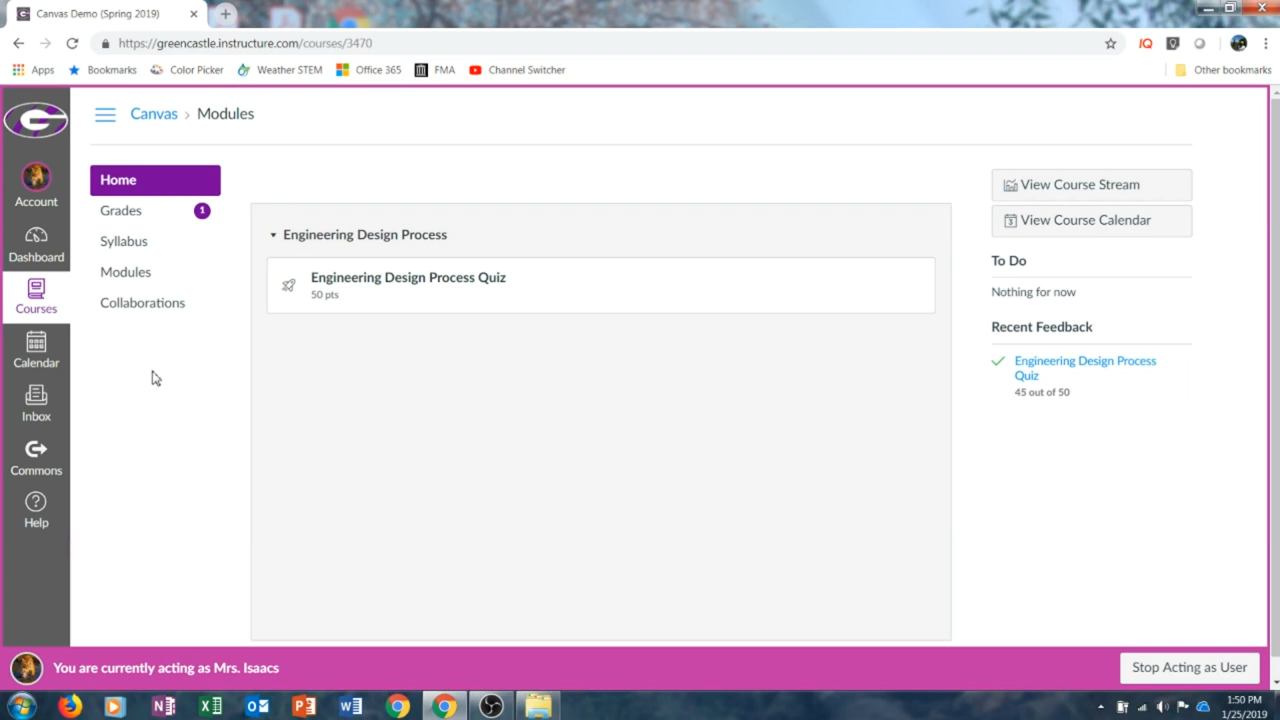 Canvas Demo (Spring 2019)
https://greencastle.instructure.com/courses/3470
IQ
Apps
Bookmarks
Color Picker
Weather STEM
Office 365
FMA
Channel Switcher
Other bookmarks
G
Account
Dashboard
Courses
Calendar
Inbox
Commons
Help
Canvas › Modules
Home
Grades 1
Syllabus
Modules
Collaborations
Engineering Design Process
Engineering Design Process Quiz
50 pts
View Course Stream
3 View Course Calendar
To Do
Nothing for now
Recent Feedback
Engineering Design Process
Quiz
45 out of 50
You are currently acting as Mrs. Isaacs
Stop Acting as User
1:50 PM
1/25/2019